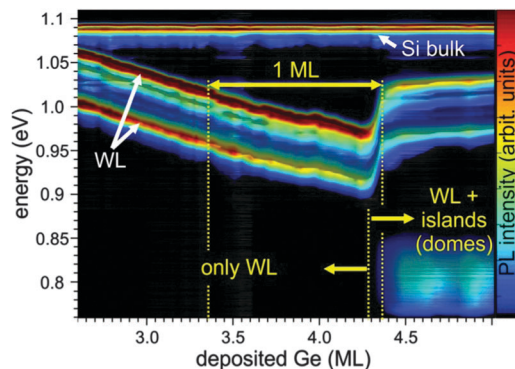 1.1
1.0
1.0
0.95
0.9
0.8
energy (eV)
Si bulk
1 ML
WL
WL +
islands
(domes)
only WL
PL intensity (arbit. units)
3.0 3.5 4.0 4.5
deposited Ge (ML)